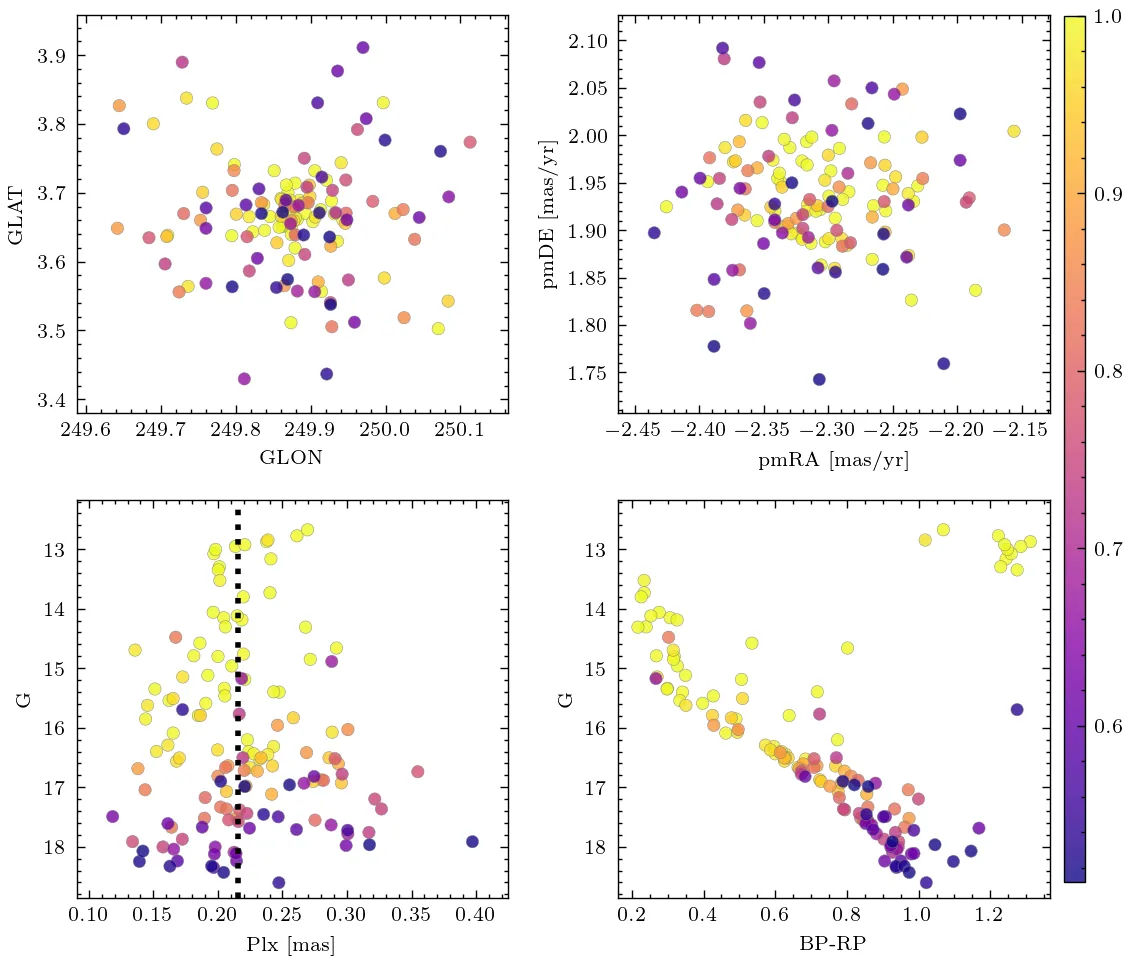 3.9
3.8
3.7
3.6
3.5
3.4
GLAT
249.6 249.7 249.8 249.9 250.0 250.1
GLON
2.10
2.05
2.00
1.95
1.90
1.85
1.80
1.75
pmDE [mas/yr]
−2.45 −2.40 −2.35 −2.30 −2.25 −2.20 −2.15
pmRA [mas/yr]
1.0
0.9
0.8
0.7
0.6
13
14
15
16
17
18
G
0.10 0.15 0.20 0.25 0.30 0.35 0.40
Plx [mas]
13
14
15
16
17
18
G
0.2 0.4 0.6 0.8 1.0 1.2
BP-RP